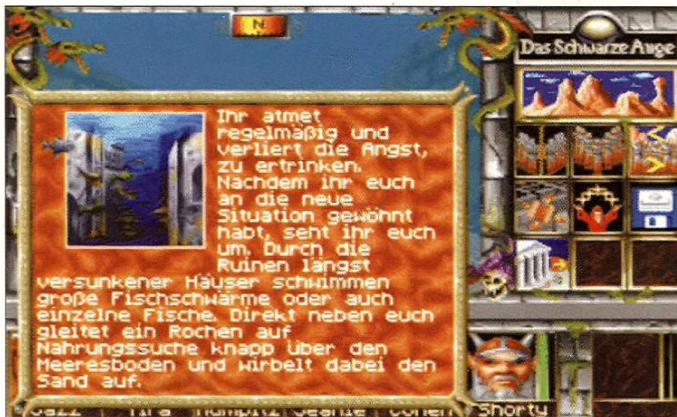 N
Das Schwarze Auge
Ihr atmet
regelmäßig und
verliert die Angst,
zu ertrinken.
Nachdem ihr euch
an die neue
Situation gewöhnt
habt, seht ihr euch
um. Durch die
Ruinen längst
versunkener Häuser schwimmen
große Fischschwärme oder auch
einzelne Fische. Direkt neben euch
gleitet ein Rochen auf
Nahrungssuche knapp über den
Meeresboden und wirbelt dabei den
Sand auf.
Shorty